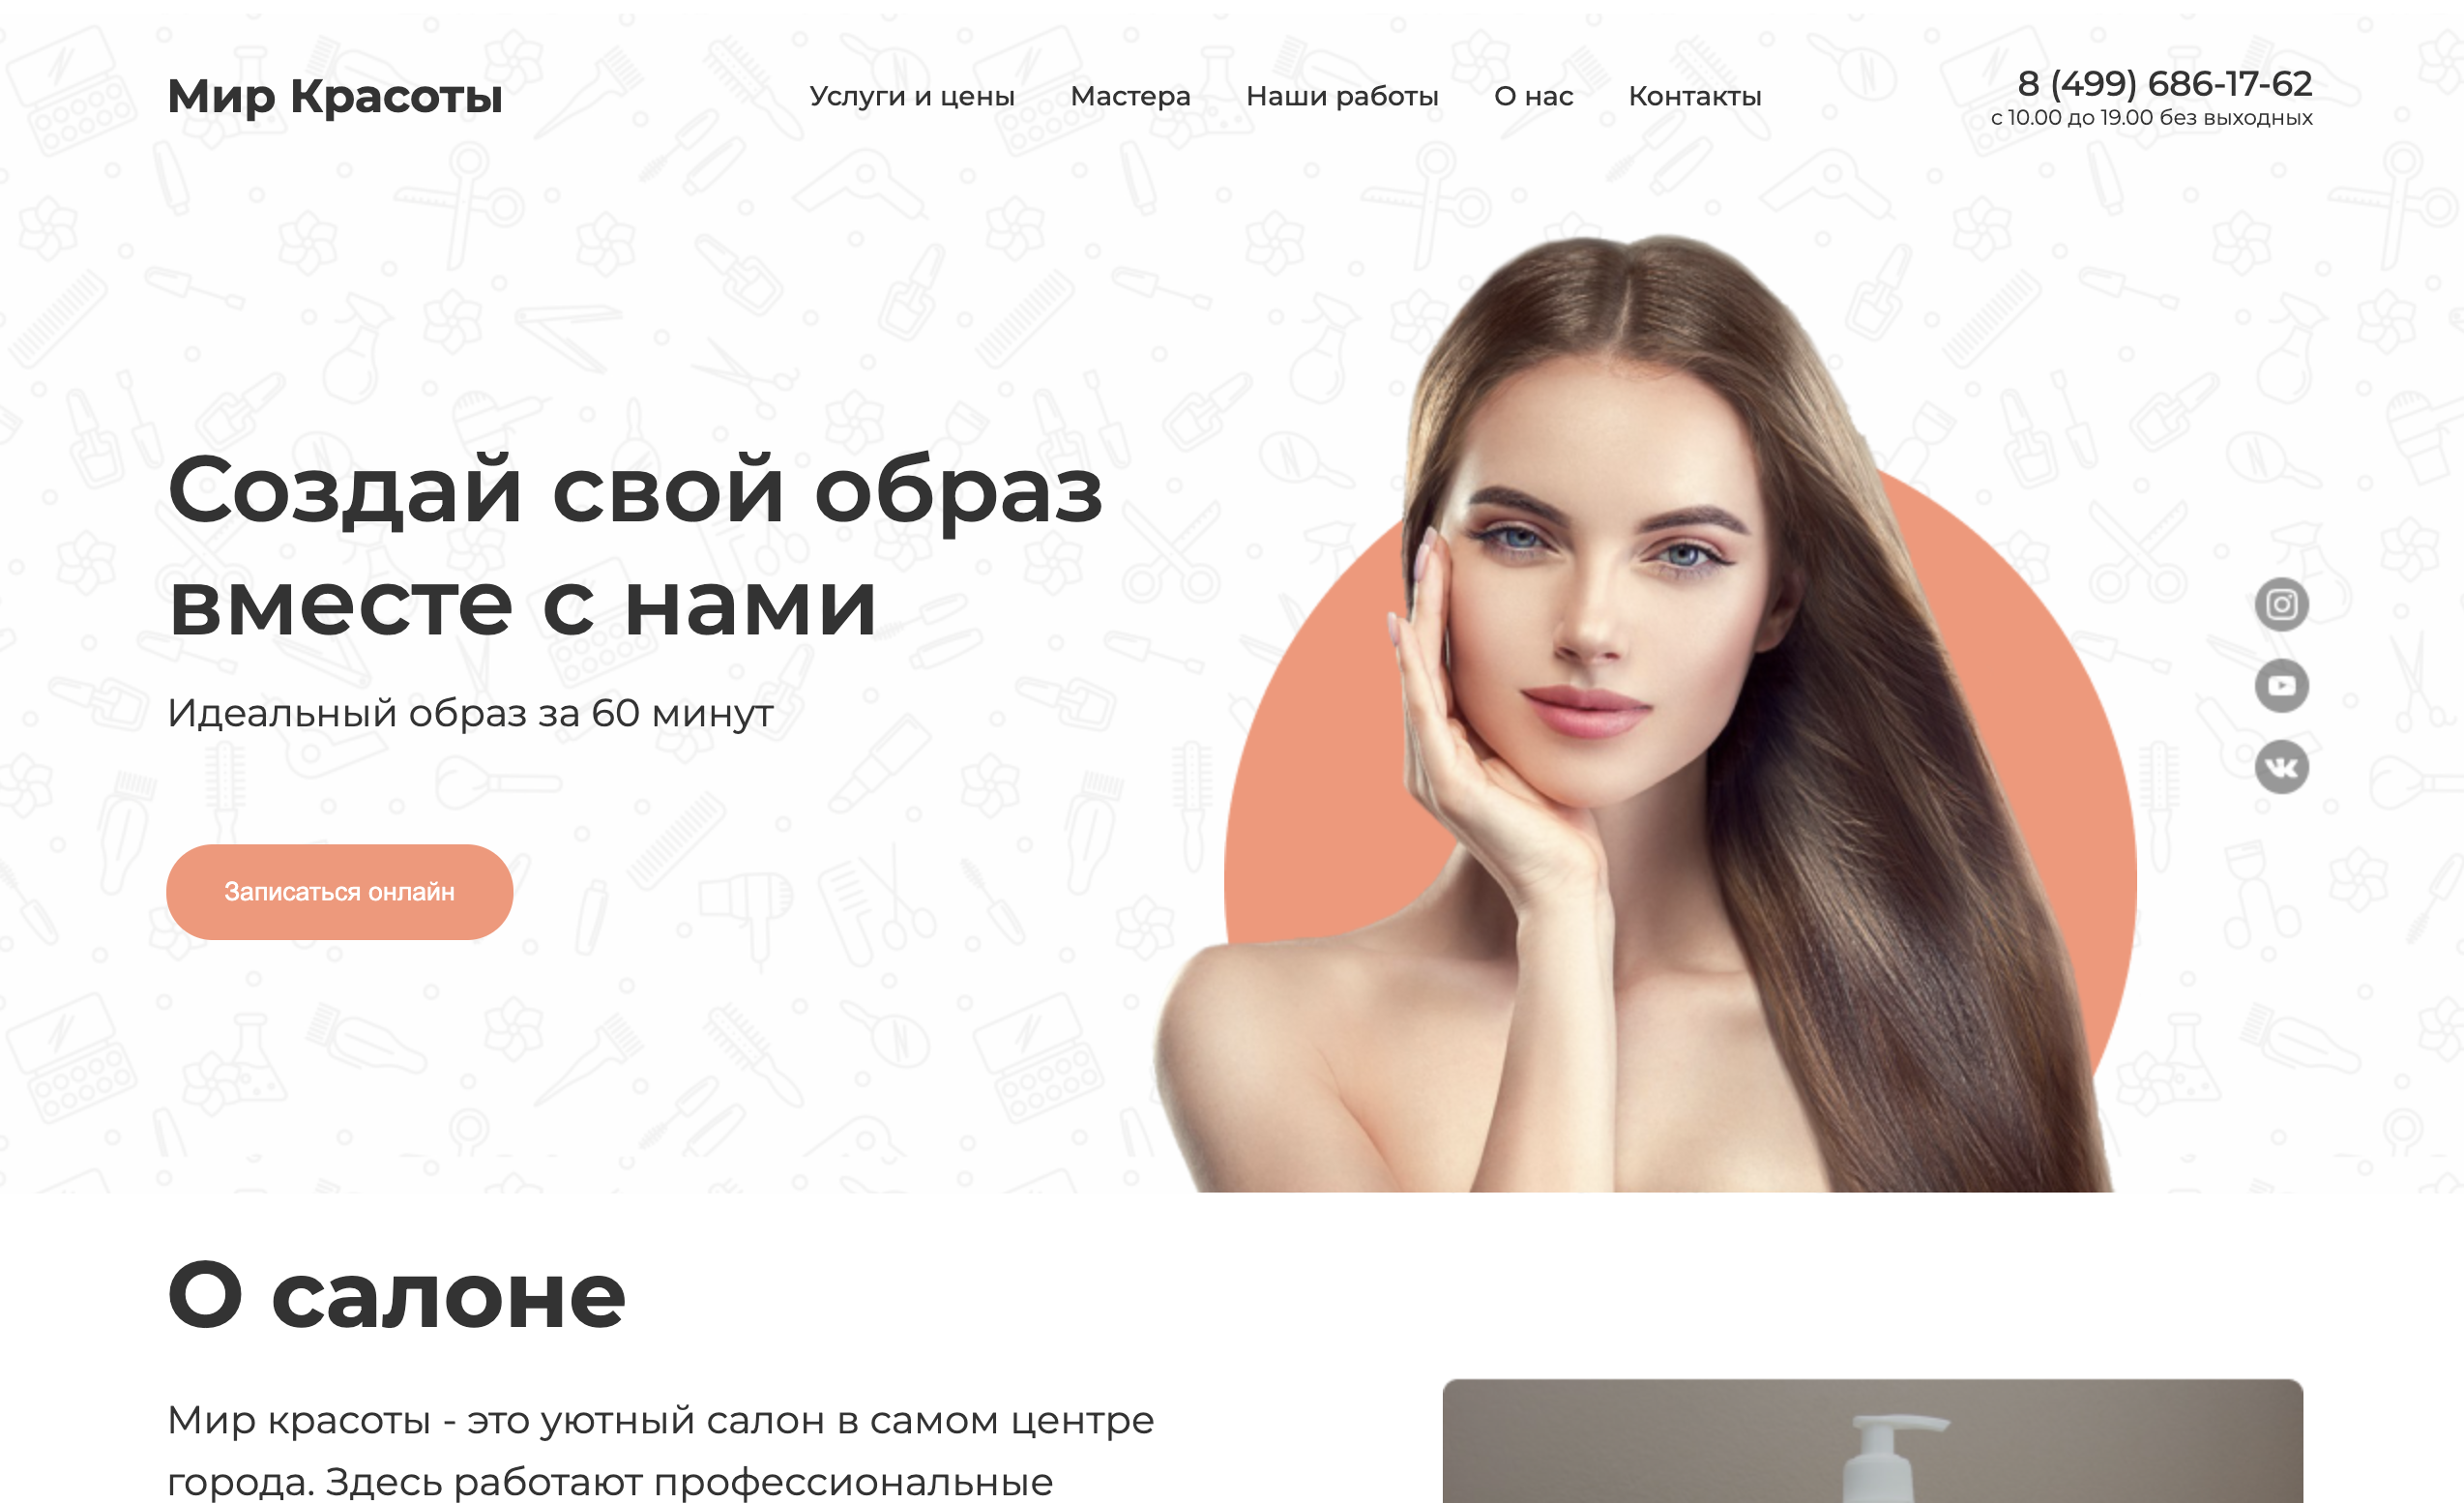 Мир Красоты
Услуги и цены
Мастера
Наши работы
О нас
Контакты
8 (499) 686-17-62
с 10.00 до 19.00 без выходных
Создай свой образ
вместе с нами
Идеальный образ за 60 минут
Записаться онлайн
О салоне
Мир красоты - это уютный салон в самом центре
города. Здесь работают профессиональные